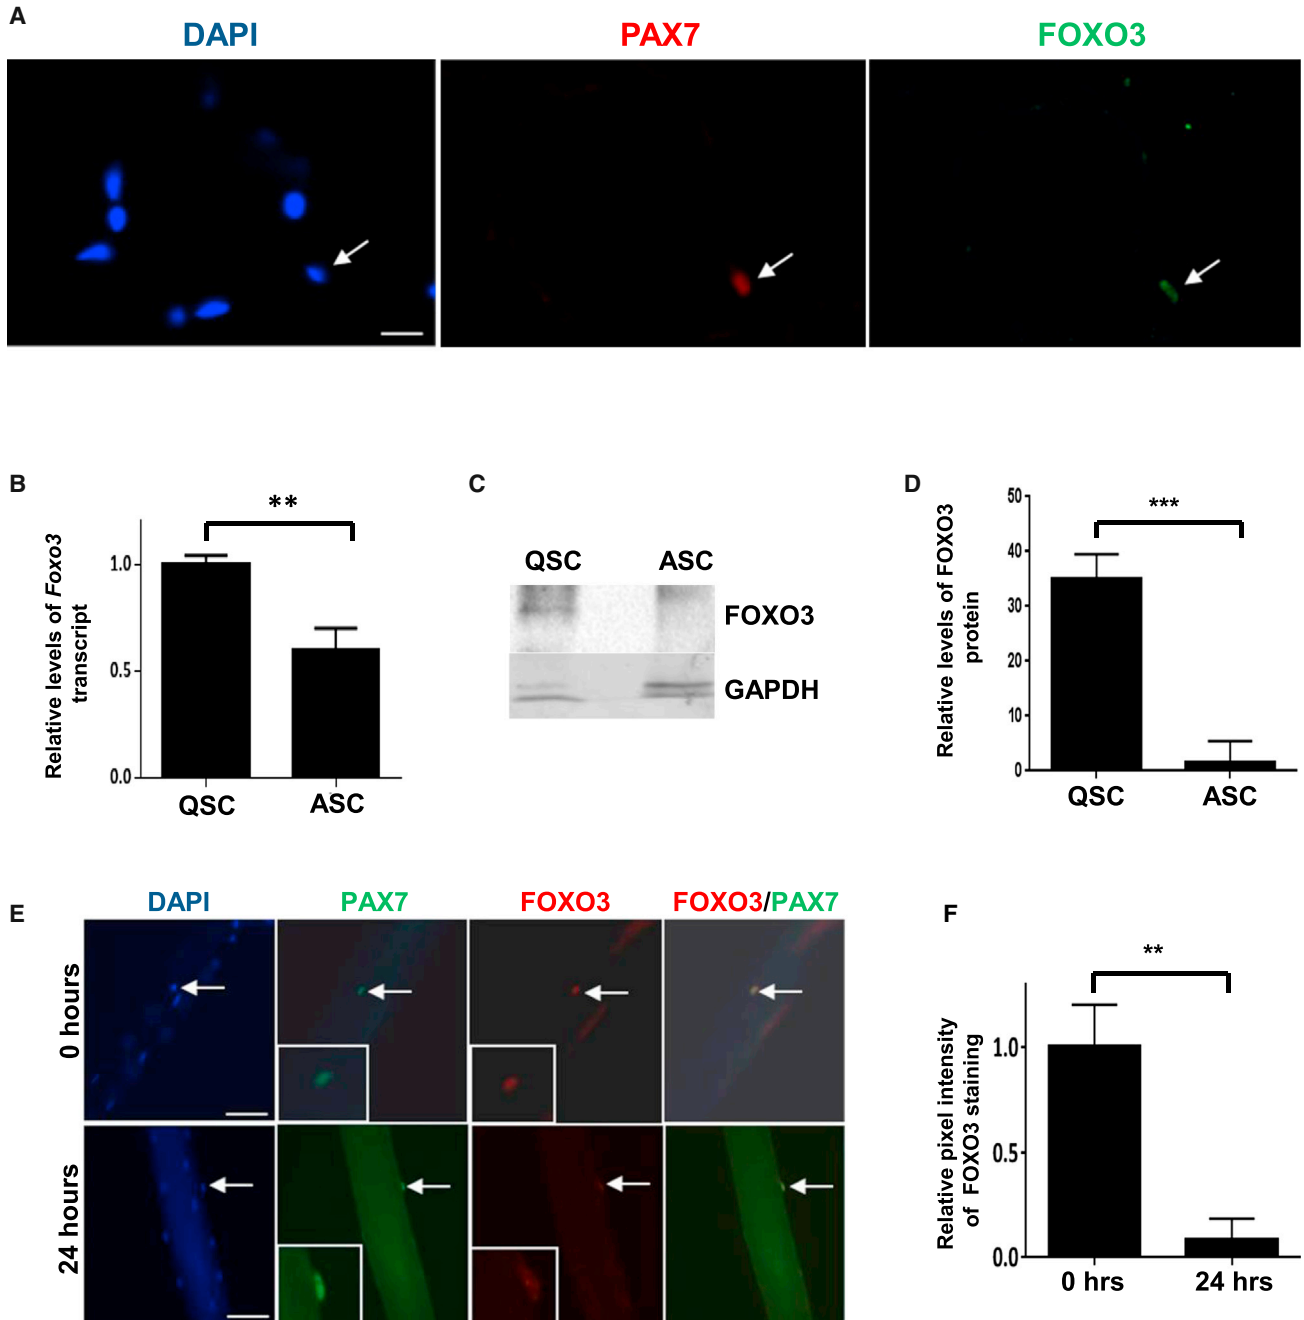 A
DAPI
PAX7
FOXO3
B
Relative levels of Foxo3
transcript
**
1.0
0.5
0.0
QSC
ASC
C
QSC
ASC
FOXO3
GAPDH
D
Relative levels of FOXO3
protein
***
50
40
30
20
10
0
QSC
ASC
E
DAPI
PAX7
FOXO3
FOXO3/PAX7
0 hours
24 hours
F
Relative pixel intensity
of FOXO3 staining
**
1.0
0.5
0.0
0 hrs
24 hrs